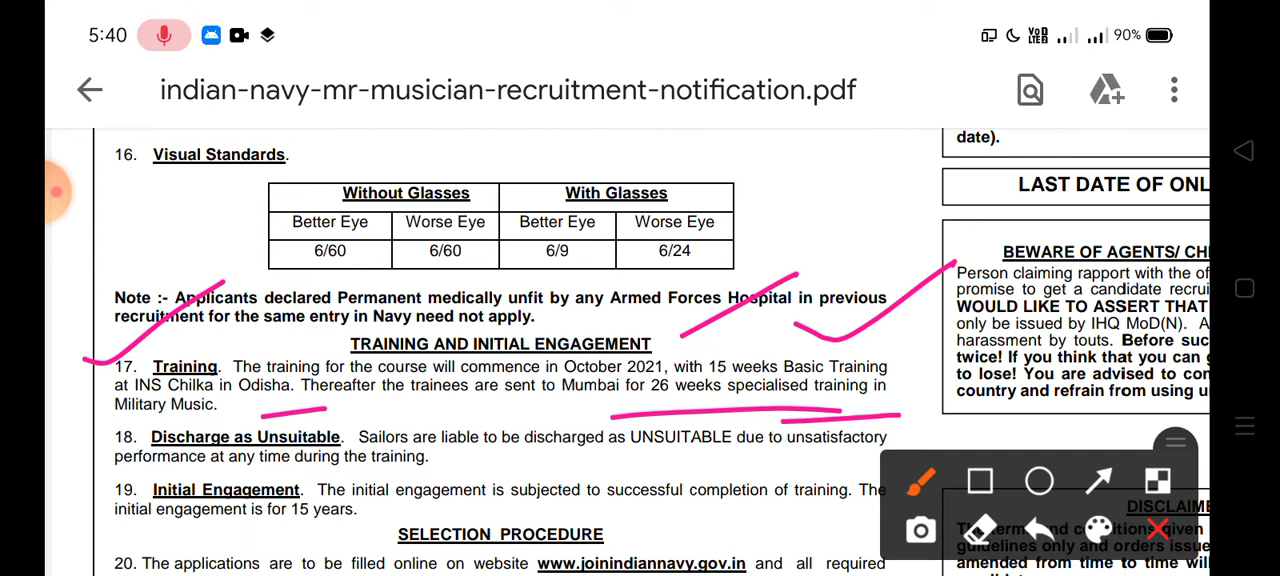 5:40
VoD LTE 2
90%
indian-navy-mr-musician-recruitment-notification.pdf
16. Visual Standards.
Without Glasses With Glasses
Better Eye Worse Eye Better Eye Worse Eye
6/60 6/60 6/9 6/24
Note :- Applicants declared Permanent medically unfit by any Armed Forces Hospital in previous
recruitment for the same entry in Navy need not apply.
TRAINING AND INITIAL ENGAGEMENT
17. Training. The training for the course will commence in October 2021, with 15 weeks Basic Training
at INS Chilka in Odisha. Thereafter the trainees are sent to Mumbai for 26 weeks specialised training in
Military Music.
18. Discharge as Unsuitable. Sailors are liable to be discharged as UNSUITABLE due to unsatisfactory
performance at any time during the training.
19. Initial Engagement. The initial engagement is subjected to successful completion of training. The
initial engagement is for 15 years.
SELECTION PROCEDURE
20. The applications are to be filled online on website www.joinindiannavy.gov.in and all required
date).
LAST DATE OF ONL
BEWARE OF AGENTS/ CH
Person claiming rapport with the of
promise to get a candidate recrui
WOULD LIKE TO ASSERT THAT
only be issued by IHQ MoD(N). A
harassment by touts. Before suc
twice! If you think that you can g
to lose! You are advised to con
country and refrain from using u
DISCLAIME
given
guidelines only and orders issue
amended from time to time will